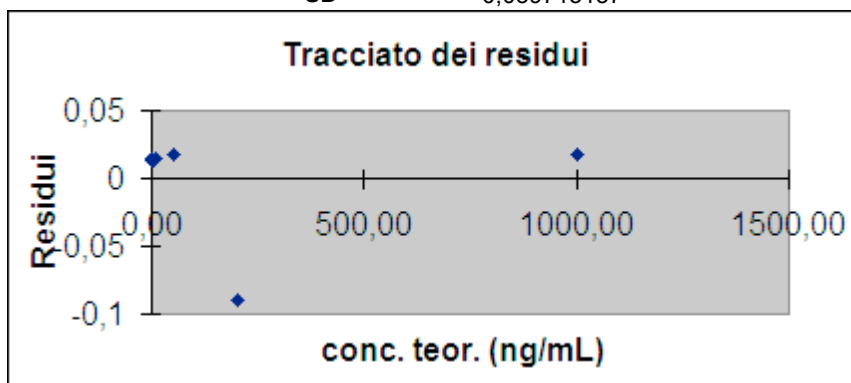 Tracciato dei residui
0,05
0
-0,05
-0,1
Residui
0,00 500,00 1000,00 1500,00
conc. teor. (ng/mL)